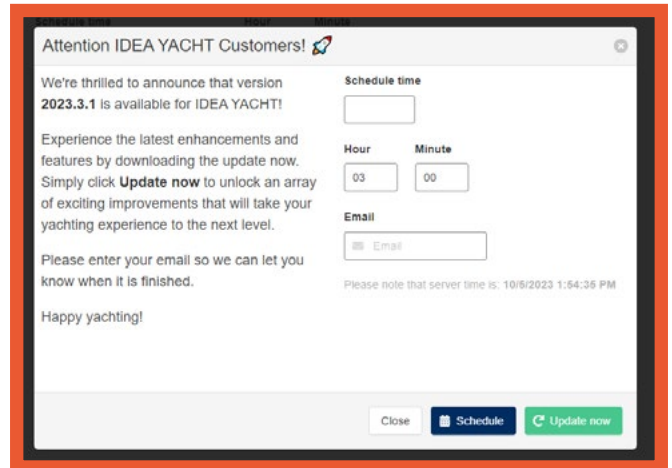 Schedule time Hour Minute
Attention IDEA YACHT Customers! 🚀
We're thrilled to announce that version
2023.3.1 is available for IDEA YACHT!
Experience the latest enhancements and
features by downloading the update now.
Simply click Update now to unlock an array
of exciting improvements that will take your
yachting experience to the next level.
Please enter your email so we can let you
know when it is finished.
Happy yachting!
Schedule time
Hour Minute
03 00
Email
Email
Please note that server time is: 10/5/2023 1:54:35 PM
Close Schedule Update now